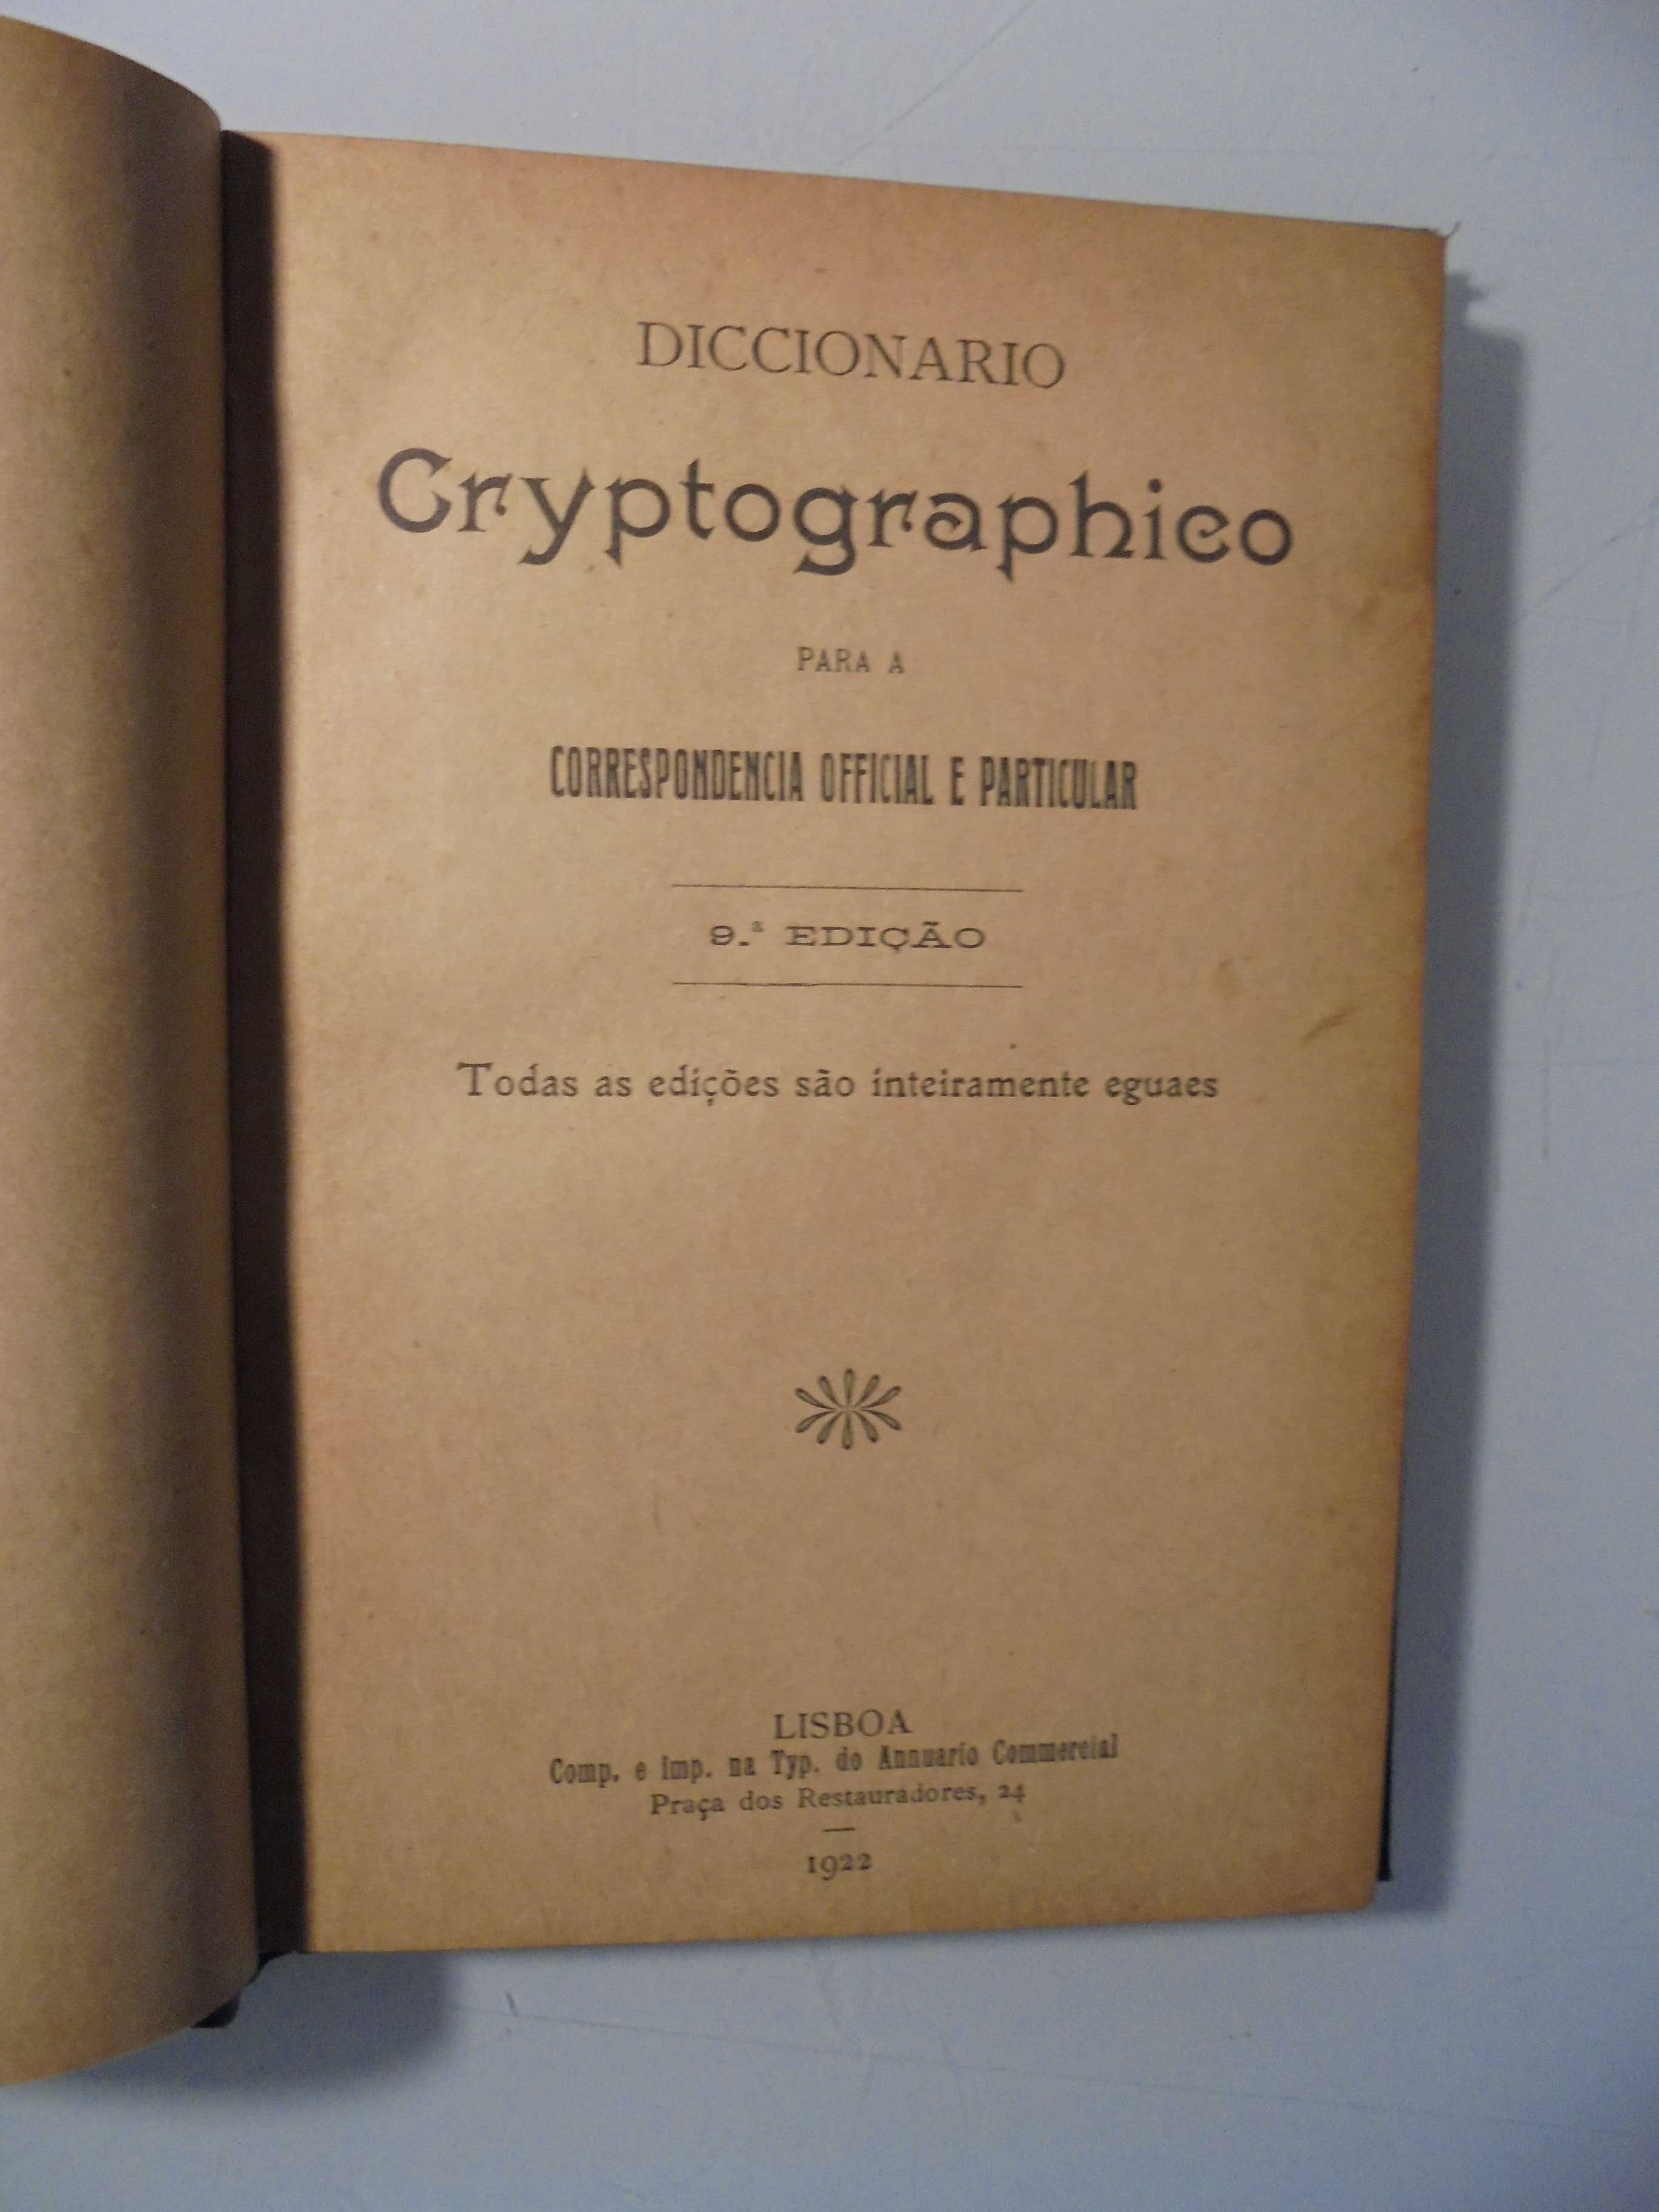 DICCIONARIO
Cryptographico
PARA A
CORRESPONDENCIA OFFICIAL E PARTICULAR
9.ª EDIÇÃO
Todas as edições são inteiramente eguaes
LISBOA
Comp. e imp. na Typ. do Annuario Commercial
Praça dos Restauradores, 24
1922